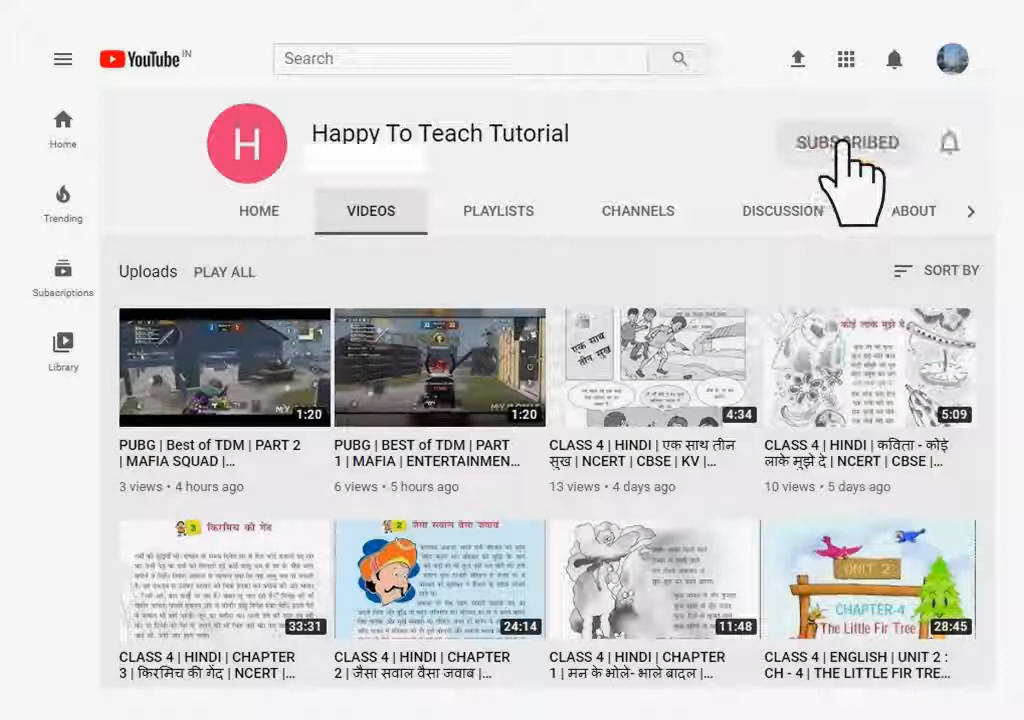 YouTube IN
Search
Home
Trending
Subscriptions
Library
H
Happy To Teach Tutorial
SUBSCRIBED
HOME VIDEOS PLAYLISTS CHANNELS DISCUSSION ABOUT
Uploads PLAY ALL SORT BY
1:20
PUBG | Best of TDM | PART 2
| MAFIA SQUAD |...
3 views • 4 hours ago
1:20
PUBG | BEST of TDM | PART
1 | MAFIA | ENTERTAINMEN...
6 views • 5 hours ago
एक साथ
तीन सुख
4:34
CLASS 4 | HINDI | एक साथ तीन
सुख | NCERT | CBSE | KV |...
13 views • 4 days ago
कोई लाके मुझे दे
5:09
CLASS 4 | HINDI | कविता - कोई
लाके मुझे दे | NCERT | CBSE |...
10 views • 5 days ago
3 किरमिच की गेंद
33:31
CLASS 4 | HINDI | CHAPTER
3 | किरमिच की गेंद | NCERT |...
2 जैसा सवाल वैसा जवाब
24:14
CLASS 4 | HINDI | CHAPTER
2 | जैसा सवाल वैसा जवाब |...
11:48
CLASS 4 | HINDI | CHAPTER
1 | मन के भोले- भाले बादल |...
UNIT 2
CHAPTER-4
The Little Fir Tree
28:45
CLASS 4 | ENGLISH | UNIT 2 :
CH - 4 | THE LITTLE FIR TRE...